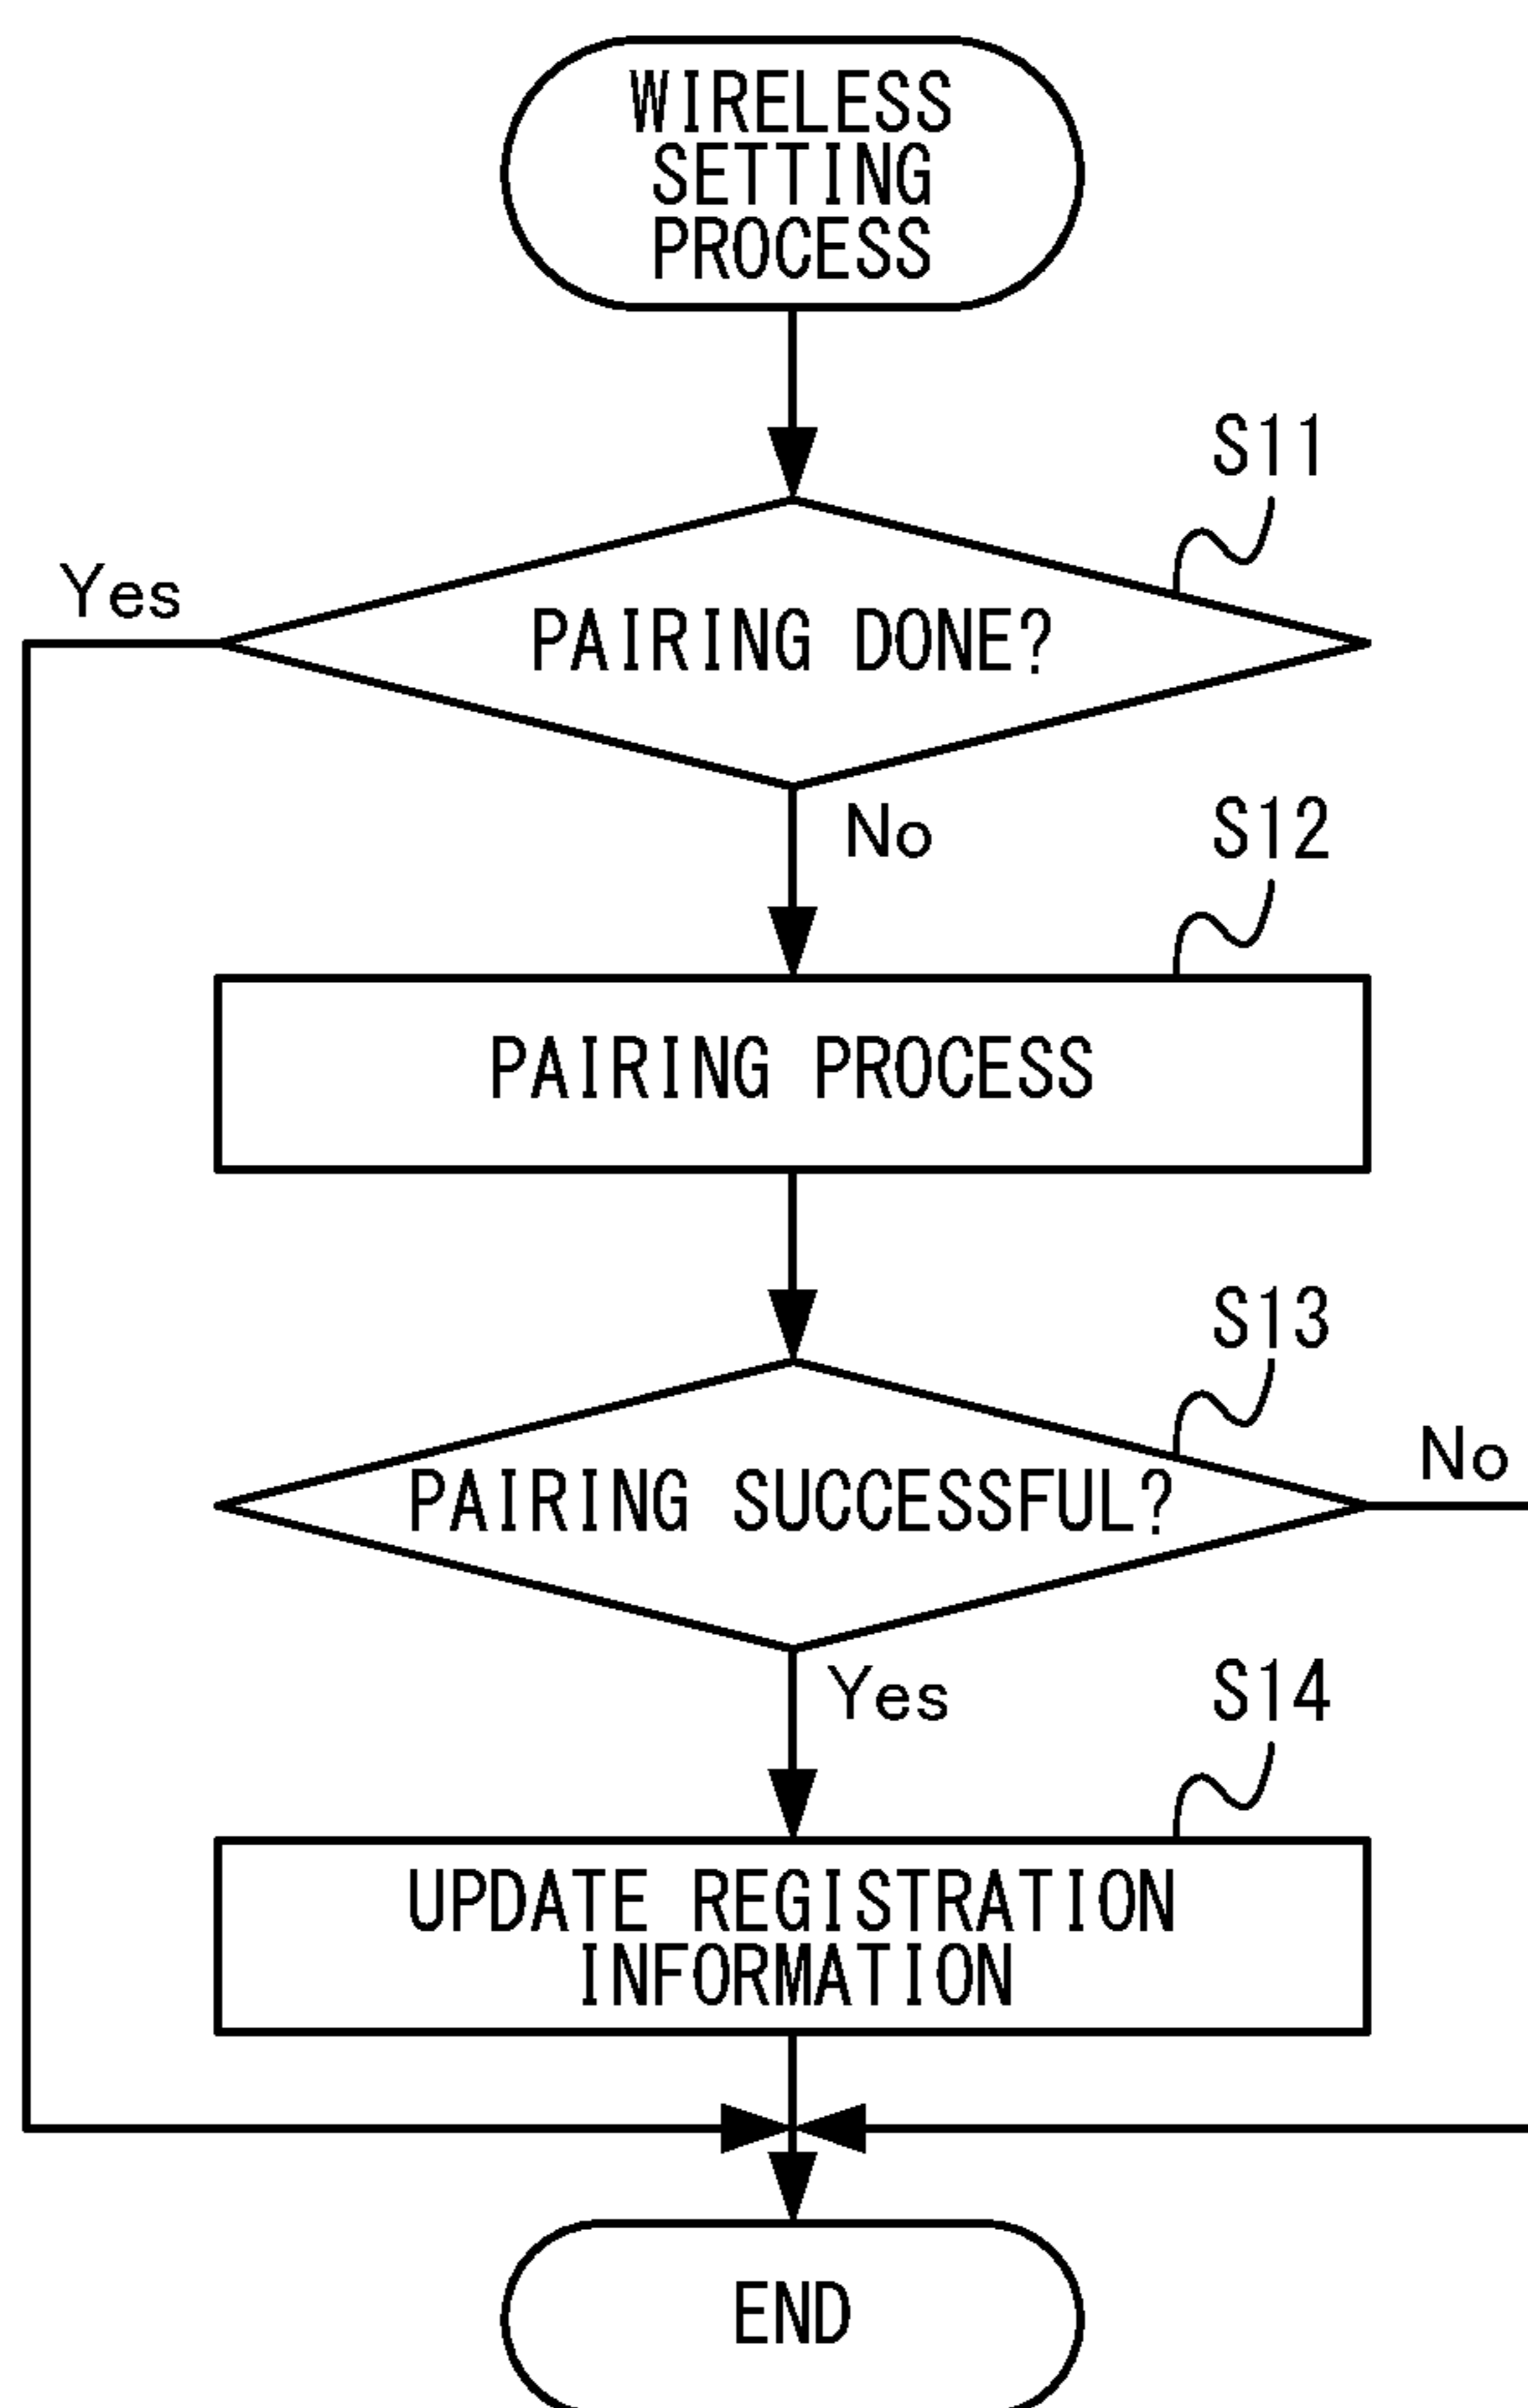 WIRELESS
SETTING
PROCESS
S11
Yes
PAIRING DONE?
No
S12
PAIRING PROCESS
S13
No
PAIRING SUCCESSFUL?
Yes
S14
UPDATE REGISTRATION
INFORMATION
END